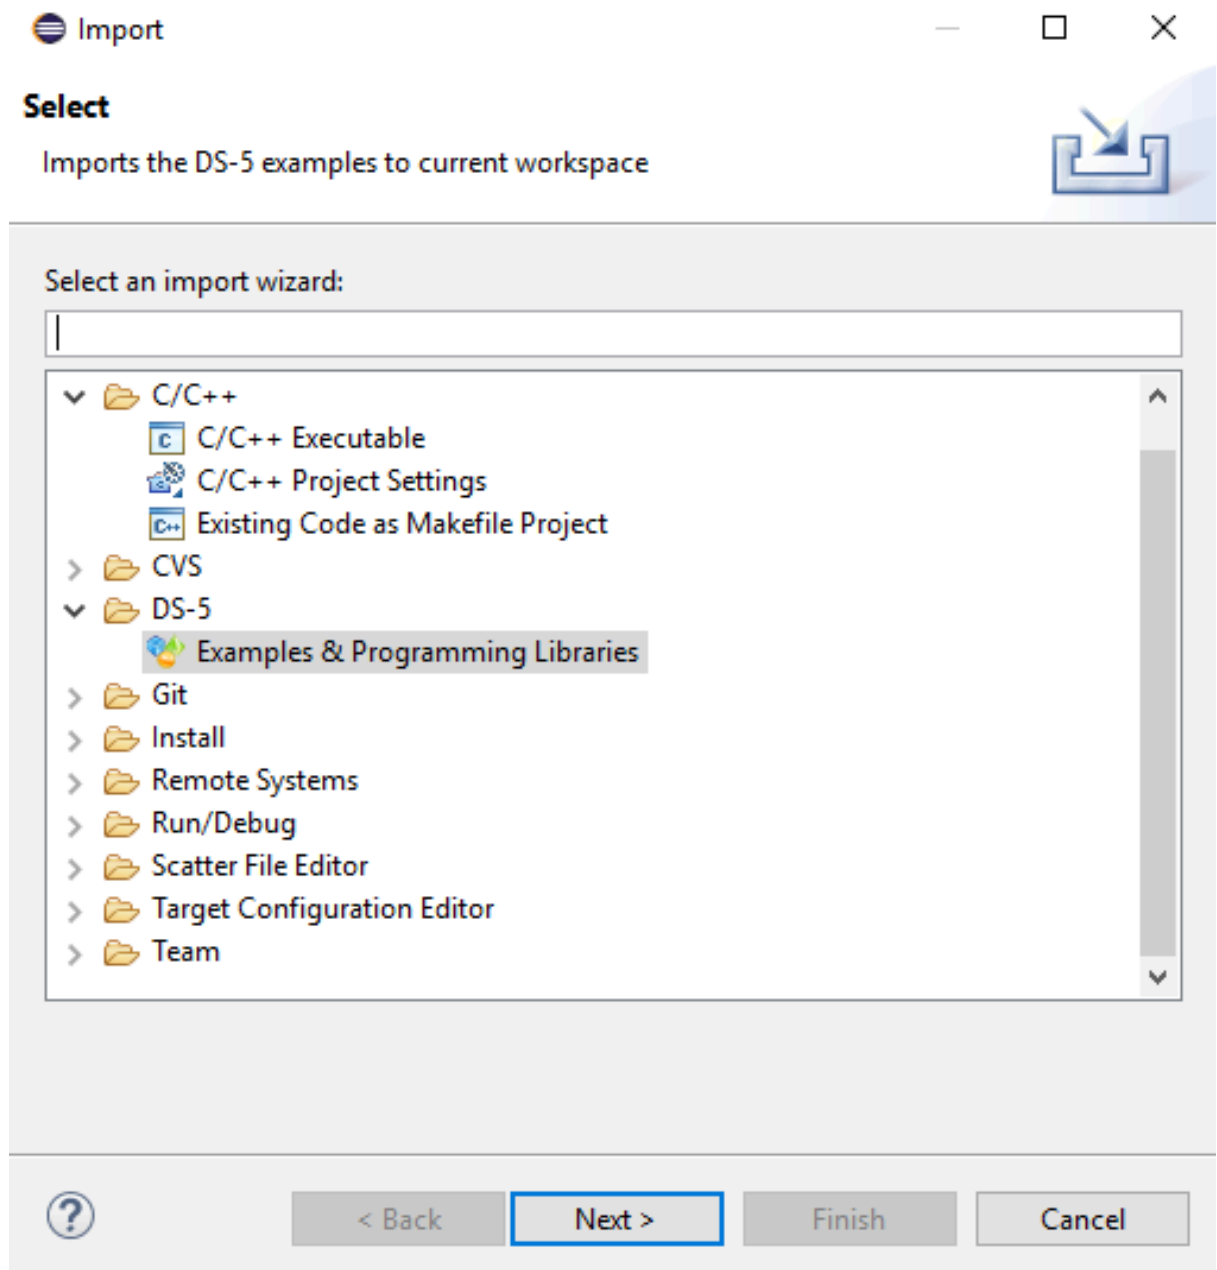 Import
Select
Imports the DS-5 examples to current workspace
Select an import wizard:
C/C++
C/C++ Executable
C/C++ Project Settings
Existing Code as Makefile Project
CVS
DS-5
Examples & Programming Libraries
Git
Install
Remote Systems
Run/Debug
Scatter File Editor
Target Configuration Editor
Team
< Back Next > Finish Cancel